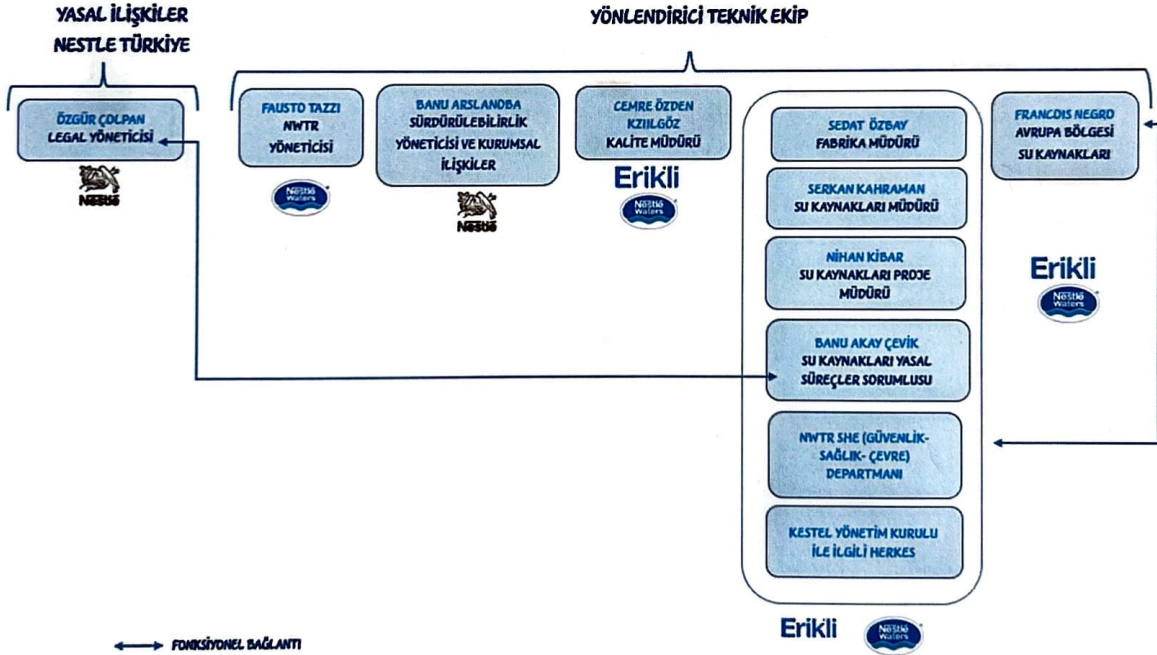 YASAL İLİŞKİLER
NESTLE TÜRKİYE
YÖNLENDİRİCİ TEKNİK EKİP
ÖZGÜR ÇOLPAN
LEGAL YÖNETİCİSİ
Nestlé
FAUSTO TAZZI
NWTR
YÖNETİCİSİ
Nestlé
Waters
BANU ARSLANOBA
SÜRDÜRÜLEBİLİRLİK
YÖNETİCİSİ VE KURUMSAL
İLİŞKİLER
Nestlé
CEMRE ÖZDEN
KZIILGÖZ
KALİTE MÜDÜRÜ
Erikli
Nestlé
Waters
SEDAT ÖZBAY
FABRİKA MÜDÜRÜ
SERKAN KAHRAMAN
SU KAYNAKLARI MÜDÜRÜ
NİHAN KİBAR
SU KAYNAKLARI PROJE
MÜDÜRÜ
BANU AKAY ÇEVİK
SU KAYNAKLARI YASAL
SÜREÇLER SORUMLUSU
NWTR SHE (GÜVENLİK-
SAĞLIK- ÇEVRE)
DEPARTMANI
KESTEL YÖNETİM KURULU
İLE İLGİLİ HERKES
Erikli
Nestlé
Waters
FRANCOIS NEGRO
AVRUPA BÖLGESİ
SU KAYNAKLARI
Erikli
Nestlé
Waters
FONKSİYONEL BAĞLANTI